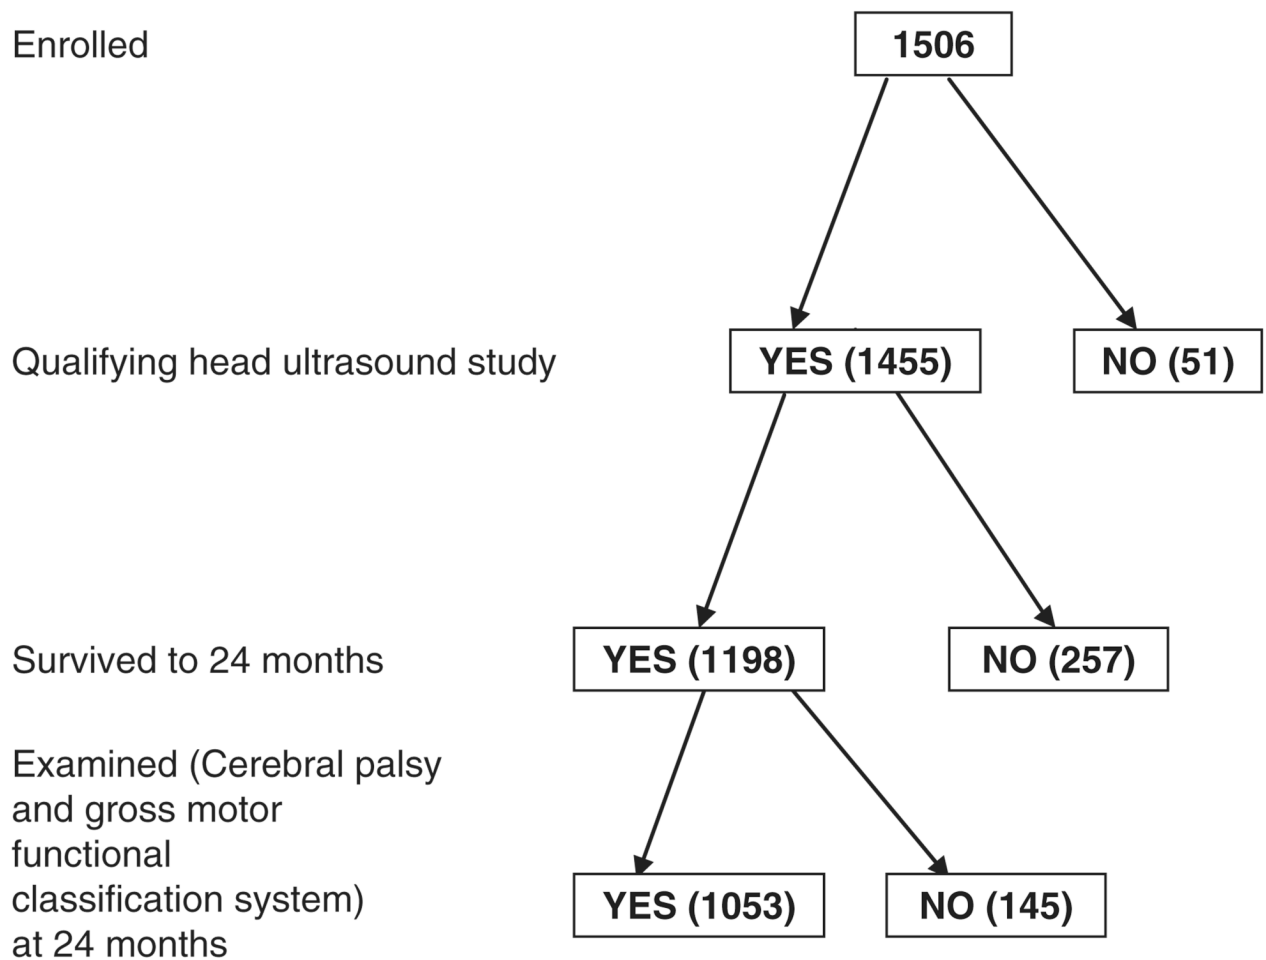 Enrolled
1506
Qualifying head ultrasound study
YES (1455)
NO (51)
Survived to 24 months
YES (1198)
NO (257)
Examined (Cerebral palsy
and gross motor
functional
classification system)
at 24 months
YES (1053)
NO (145)